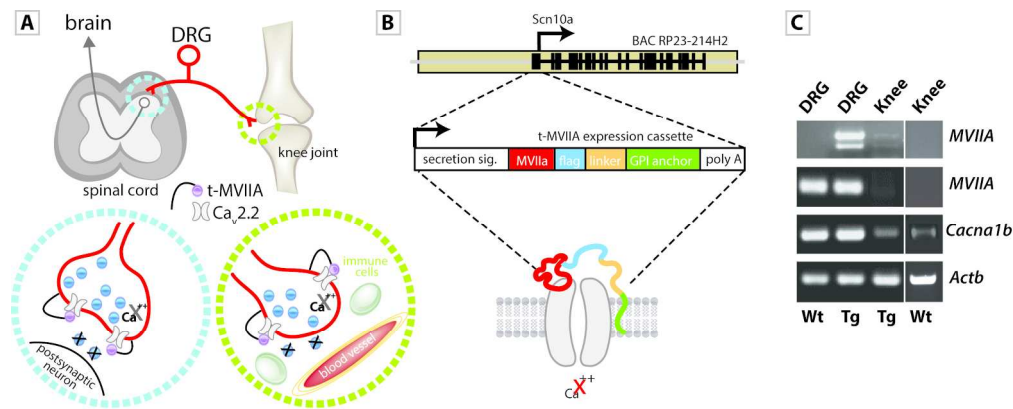 A
brain
DRG
knee joint
spinal cord
t-MVIIA
Cav2.2
immune
cells
Ca++
X
Ca++
X
postsynaptic
neuron
blood vessel
B
Scn10a
BAC RP23-214H2
t-MVIIA expression cassette
secretion sig. MVIIa flag linker GPI anchor poly A
Ca++
X
C
DRG DRG Knee Knee
MVIIA
MVIIA
Cacna1b
Actb
Wt Tg Tg Wt